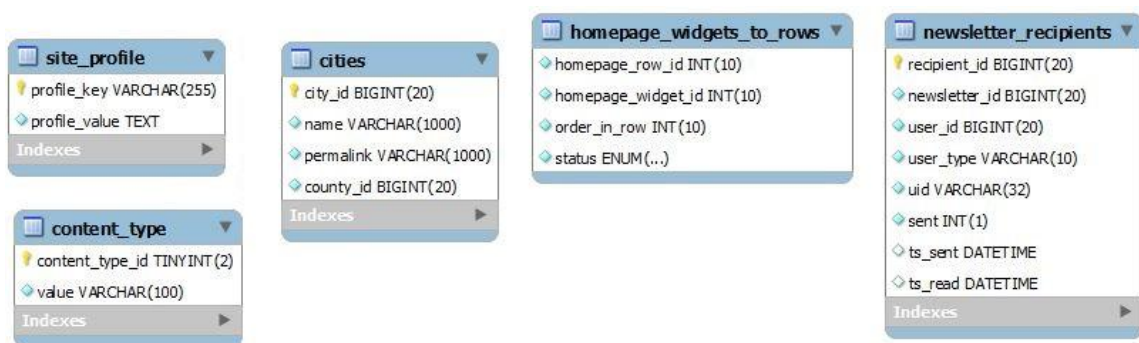 site_profile
profile_key VARCHAR(255)
profile_value TEXT
Indexes
content_type
content_type_id TINYINT(2)
value VARCHAR(100)
Indexes
cities
city_id BIGINT(20)
name VARCHAR(1000)
permalink VARCHAR(1000)
county_id BIGINT(20)
Indexes
homepage_widgets_to_rows
homepage_row_id INT(10)
homepage_widget_id INT(10)
order_in_row INT(10)
status ENUM(...)
newsletter_recipients
recipient_id BIGINT(20)
newsletter_id BIGINT(20)
user_id BIGINT(20)
user_type VARCHAR(10)
uid VARCHAR(32)
sent INT(1)
ts_sent DATETIME
ts_read DATETIME
Indexes